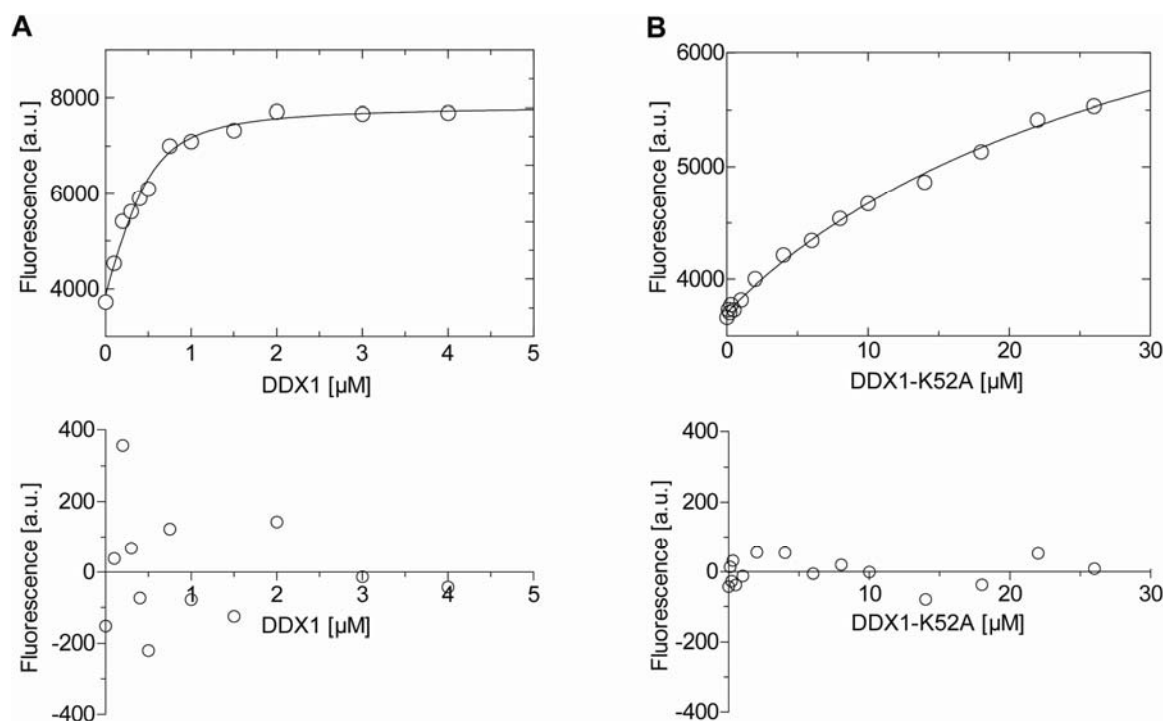 A
Fluorescence [a.u.]
8000
6000
4000
0 1 2 3 4 5
DDX1 [µM]
B
Fluorescence [a.u.]
6000
5000
4000
0 10 20 30
DDX1-K52A [µM]
Fluorescence [a.u.]
400
200
0
-200
-400
1 2 3 4 5
DDX1 [µM]
Fluorescence [a.u.]
400
200
0
-200
-400
10 20 30
DDX1-K52A [µM]